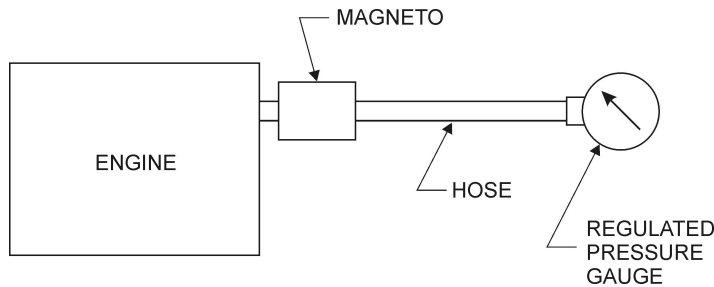 MAGNETO
ENGINE
HOSE
REGULATED
PRESSURE
GAUGE